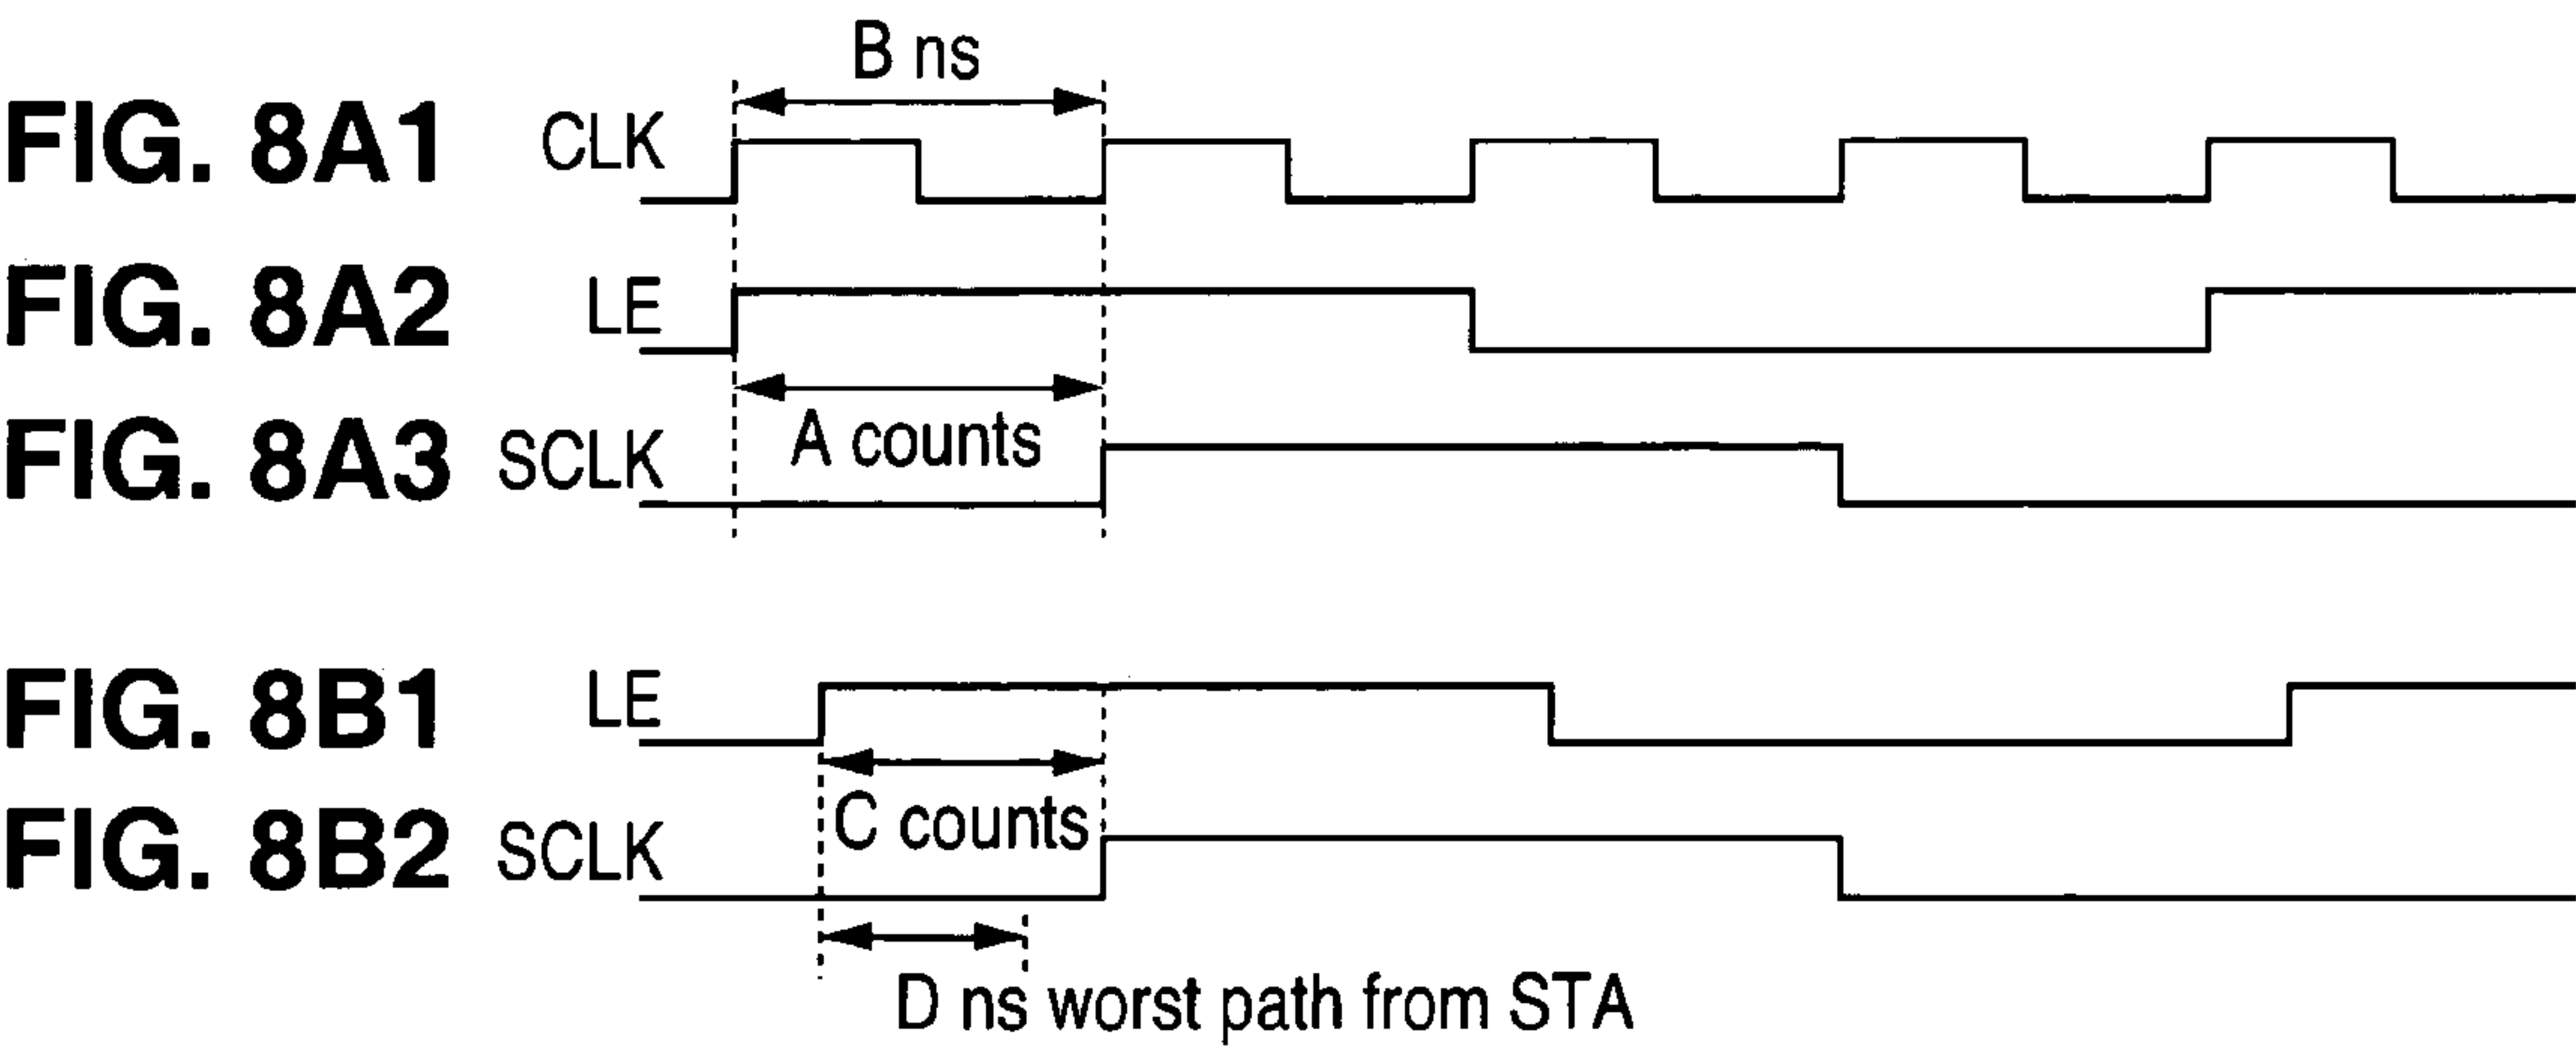 B ns
FIG. 8A1 CLK
FIG. 8A2 LE
A counts
FIG. 8A3 SCLK
FIG. 8B1 LE
C counts
FIG. 8B2 SCLK
D ns worst path from STA